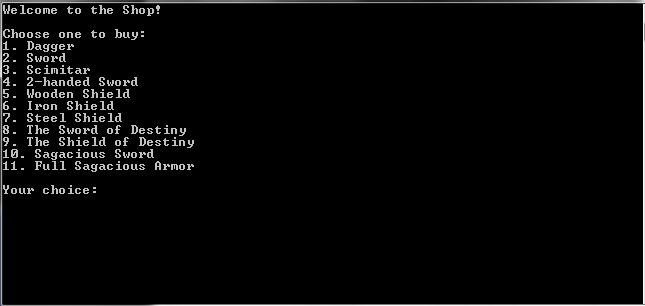 Welcome to the Shop!
Choose one to buy:
1. Dagger
2. Sword
3. Scimitar
4. 2-handed Sword
5. Wooden Shield
6. Iron Shield
7. Steel Shield
8. The Sword of Destiny
9. The Shield of Destiny
10. Sagacious Sword
11. Full Sagacious Armor
Your choice: